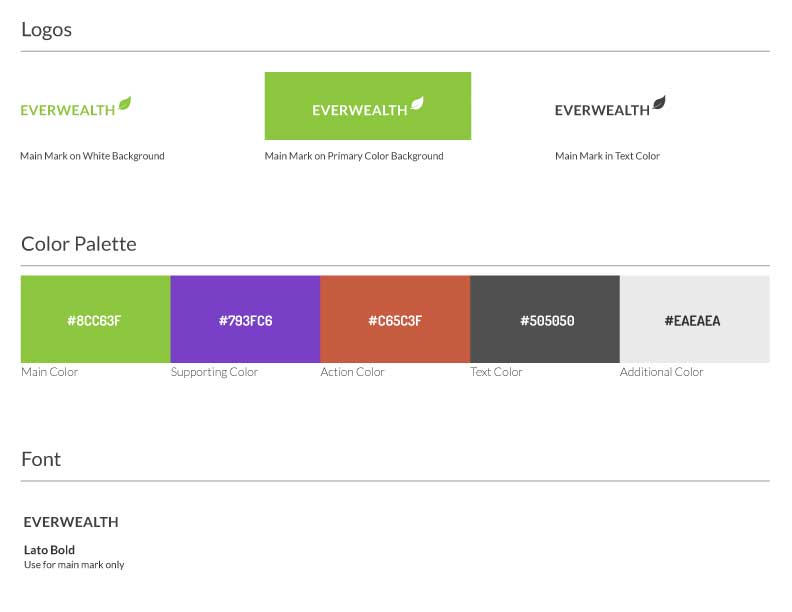 Logos
EVERWEALTH
EVERWEALTH
EVERWEALTH
Main Mark on White Background
Main Mark on Primary Color Background
Main Mark in Text Color
Color Palette
#8CC63F
#793FC6
#C65C3F
#505050
#EAEAEA
Main Color
Supporting Color
Action Color
Text Color
Additional Color
Font
EVERWEALTH
Lato Bold
Use for main mark only